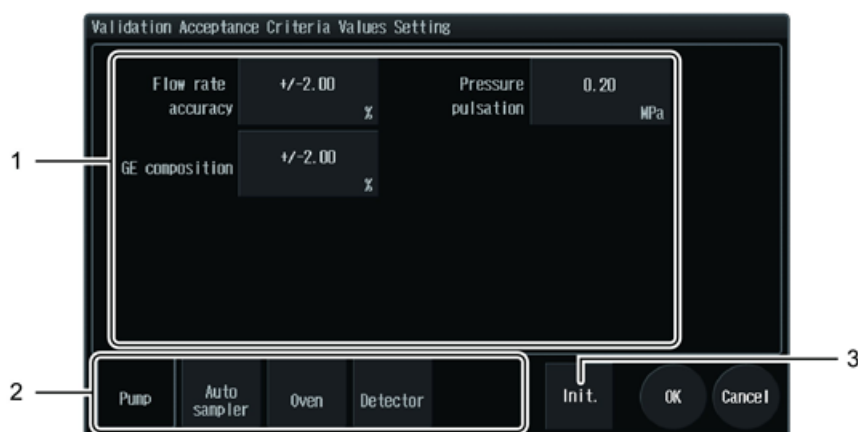 Validation Acceptance Criteria Values Setting
Flow rate accuracy
+/-2.00 %
Pressure pulsation
0.20 MPa
GE composition
+/-2.00 %
1
2
3
Pump
Auto sampler
Oven
Detector
Init.
OK
Cancel